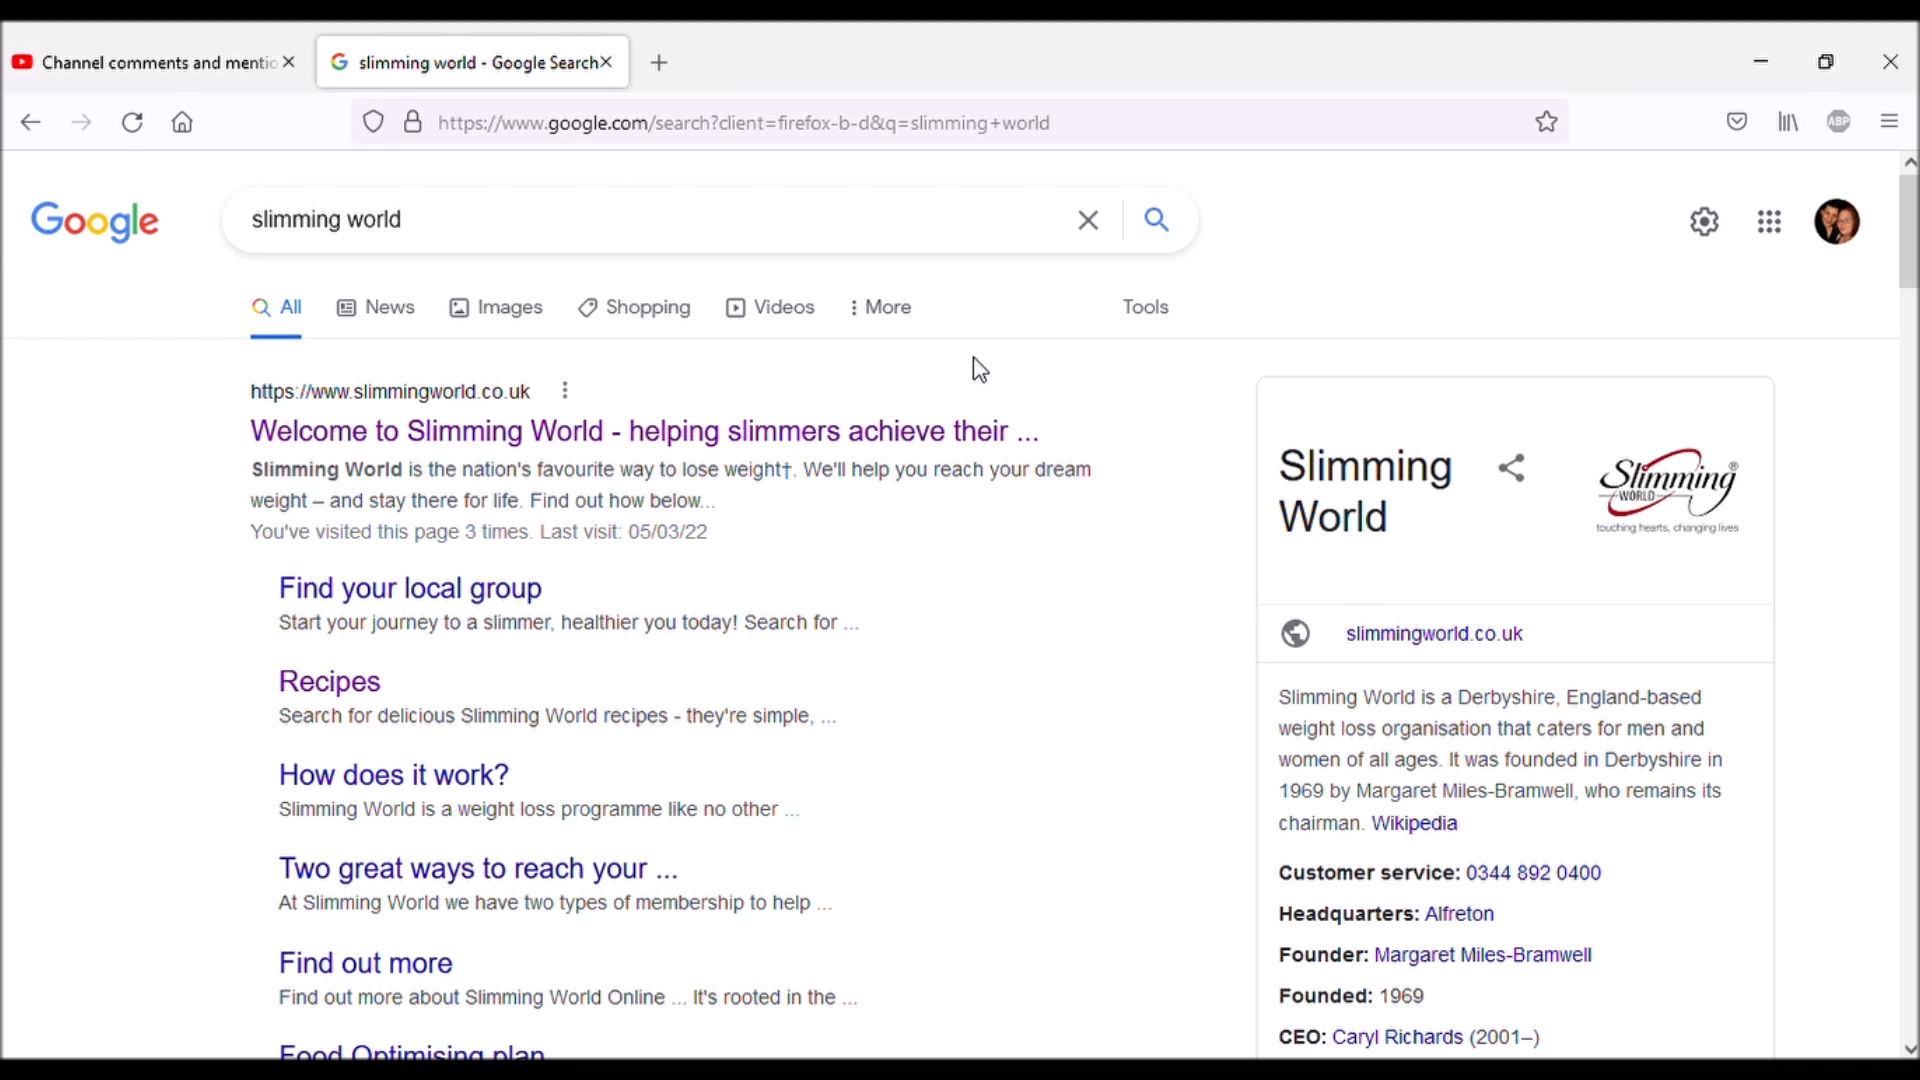 Channel comments and mentio
slimming world - Google Search
https://www.google.com/search?client=firefox-b-d&q=slimming+world
ABP
Google
slimming world
All
News
Images
Shopping
Videos
More
Tools
https://www.slimmingworld.co.uk
Welcome to Slimming World - helping slimmers achieve their ...
Slimming World is the nation's favourite way to lose weight†. We'll help you reach your dream
weight – and stay there for life. Find out how below...
You've visited this page 3 times. Last visit: 05/03/22
Find your local group
Start your journey to a slimmer, healthier you today! Search for ...
Recipes
Search for delicious Slimming World recipes - they're simple, ...
How does it work?
Slimming World is a weight loss programme like no other ...
Two great ways to reach your ...
At Slimming World we have two types of membership to help ...
Find out more
Find out more about Slimming World Online ... It's rooted in the ...
Food Optimising plan
Slimming
World
Slimming®
WORLD
touching hearts, changing lives
slimmingworld.co.uk
Slimming World is a Derbyshire, England-based
weight loss organisation that caters for men and
women of all ages. It was founded in Derbyshire in
1969 by Margaret Miles-Bramwell, who remains its
chairman. Wikipedia
Customer service: 0344 892 0400
Headquarters: Alfreton
Founder: Margaret Miles-Bramwell
Founded: 1969
CEO: Caryl Richards (2001–)